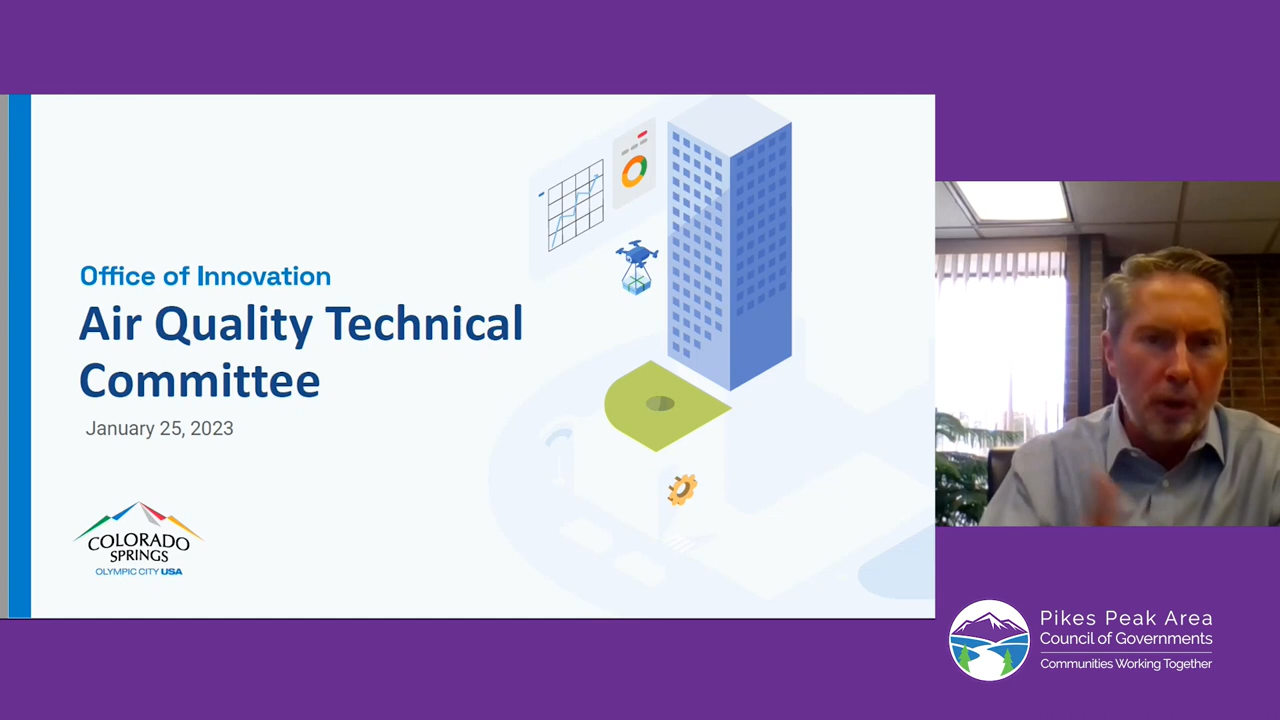 Office of Innovation
Air Quality Technical
Committee
January 25, 2023
COLORADO
SPRINGS
OLYMPIC CITY USA
Pikes Peak Area
Council of Governments
Communities Working Together